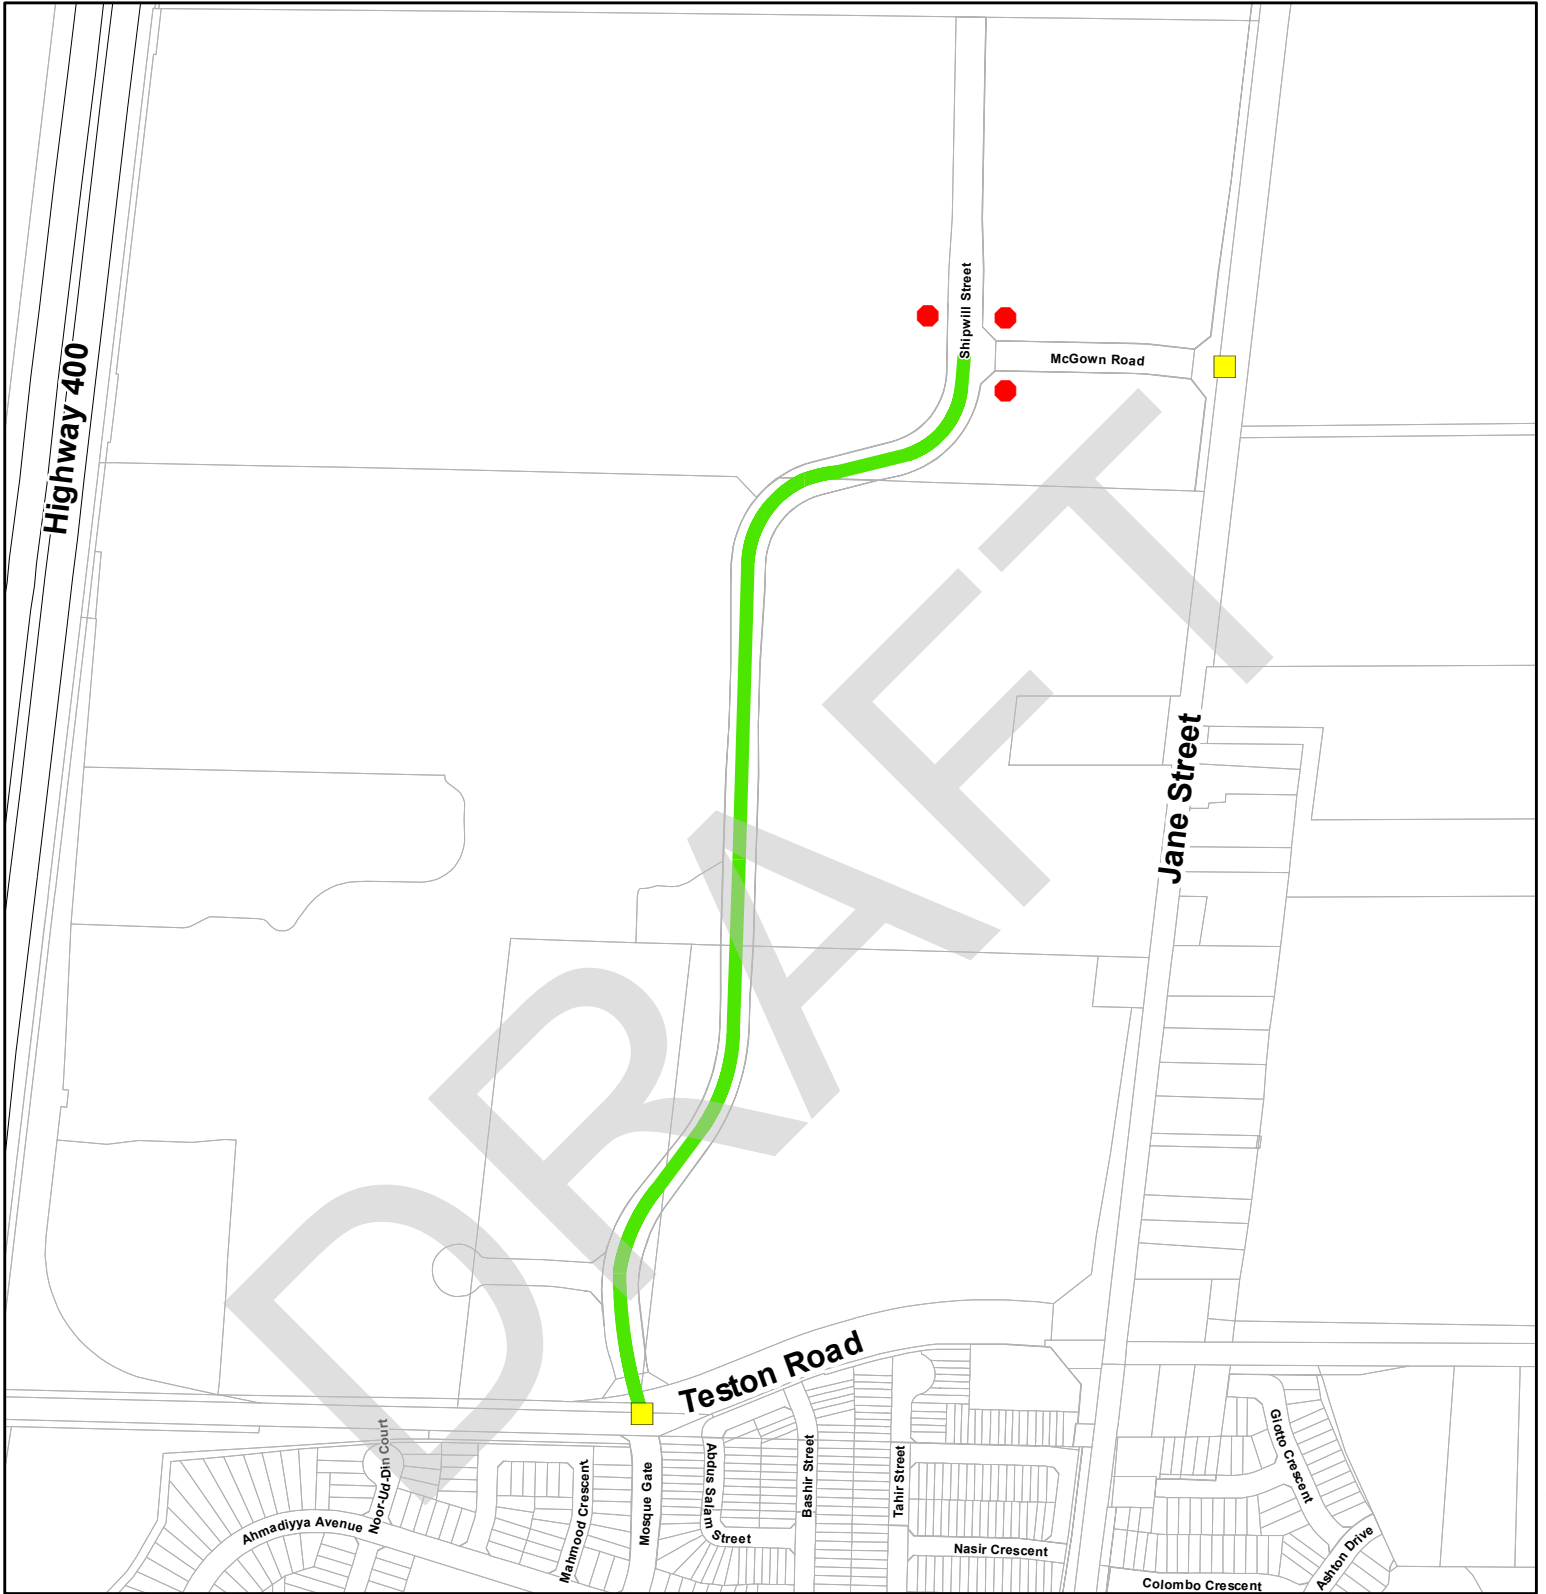 Shipwill Street
McGown Road
Highway 400
Jane Street
DRAFT
Teston Road
Noor-Ud-Din Court
Ahmadiyya Avenue
Mahmood Crescent
Mosque Gate
Abdus Salam Street
Bashir Street
Tahir Street
Nasir Crescent
Giotto Crescent
Ashton Drive
Colombo Crescent